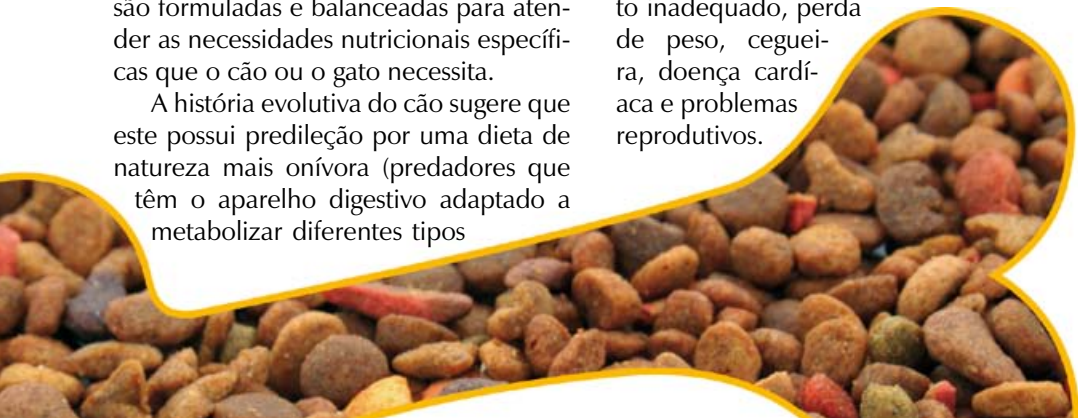 são formuladas e balanceadas para aten-
der as necessidades nutricionais específi-
cas que o cão ou o gato necessita.
A história evolutiva do cão sugere que
este possui predileção por uma dieta de
natureza mais onívora (predadores que
têm o aparelho digestivo adaptado a
metabolizar diferentes tipos
to inadequado, perda
de peso, ceguei-
ra, doença cardí-
aca e problemas
reprodutivos.